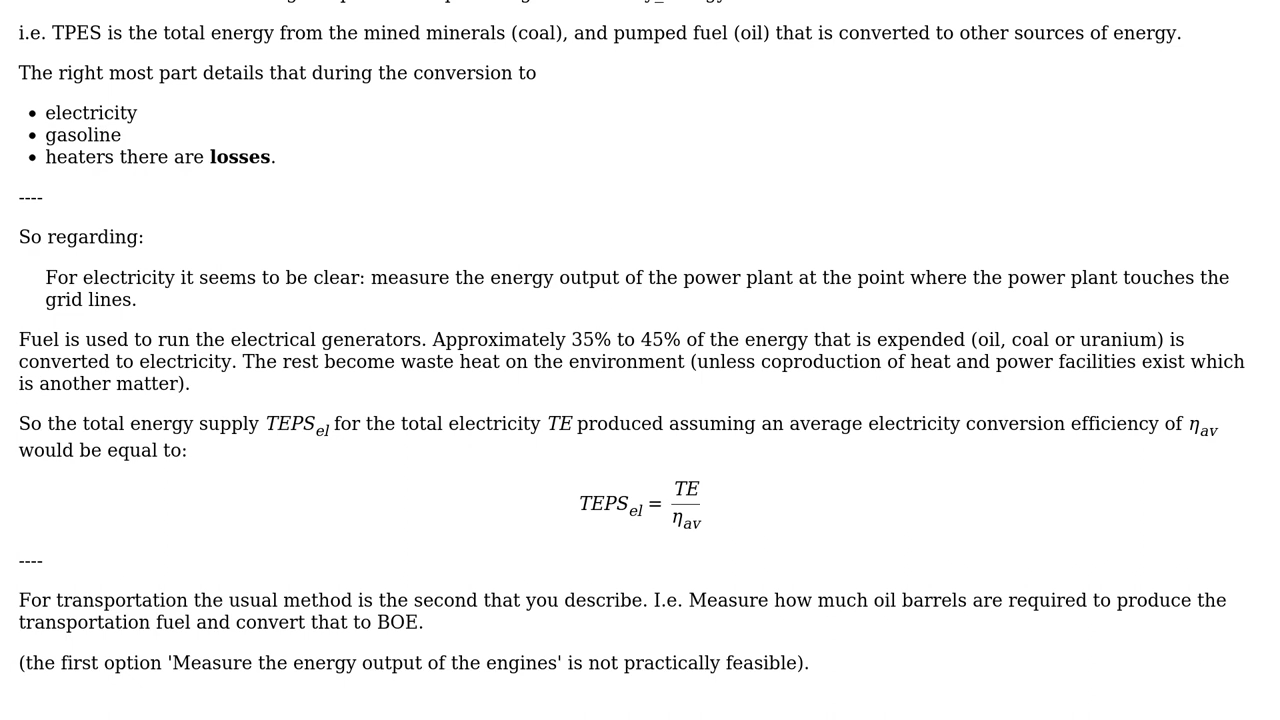 i.e. TPES is the total energy from the mined minerals (coal), and pumped fuel (oil) that is converted to other sources of energy.
The right most part details that during the conversion to
• electricity
• gasoline
• heaters there are losses.
----
So regarding:
For electricity it seems to be clear: measure the energy output of the power plant at the point where the power plant touches the
grid lines.
Fuel is used to run the electrical generators. Approximately 35% to 45% of the energy that is expended (oil, coal or uranium) is
converted to electricity. The rest become waste heat on the environment (unless coproduction of heat and power facilities exist which
is another matter).
So the total energy supply TEPS_el for the total electricity TE produced assuming an average electricity conversion efficiency of η_av
would be equal to:
TEPS_el = TE / η_av
----
For transportation the usual method is the second that you describe. I.e. Measure how much oil barrels are required to produce the
transportation fuel and convert that to BOE.
(the first option 'Measure the energy output of the engines' is not practically feasible).